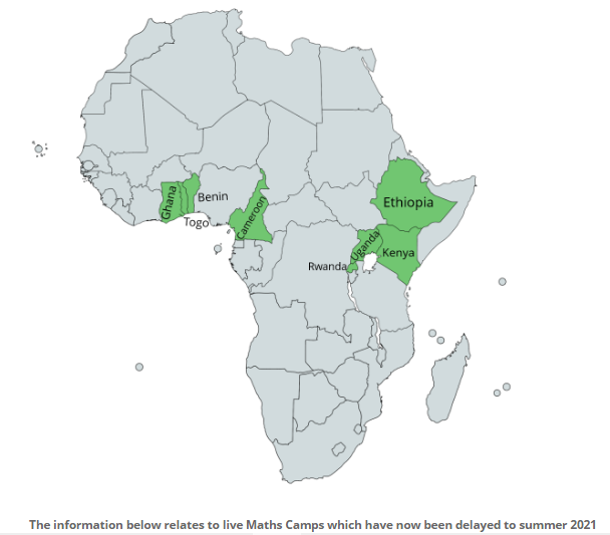 Ghana
Benin
Togo
Cameroon
Ethiopia
Uganda
Kenya
Rwanda
The information below relates to live Maths Camps which have now been delayed to summer 2021